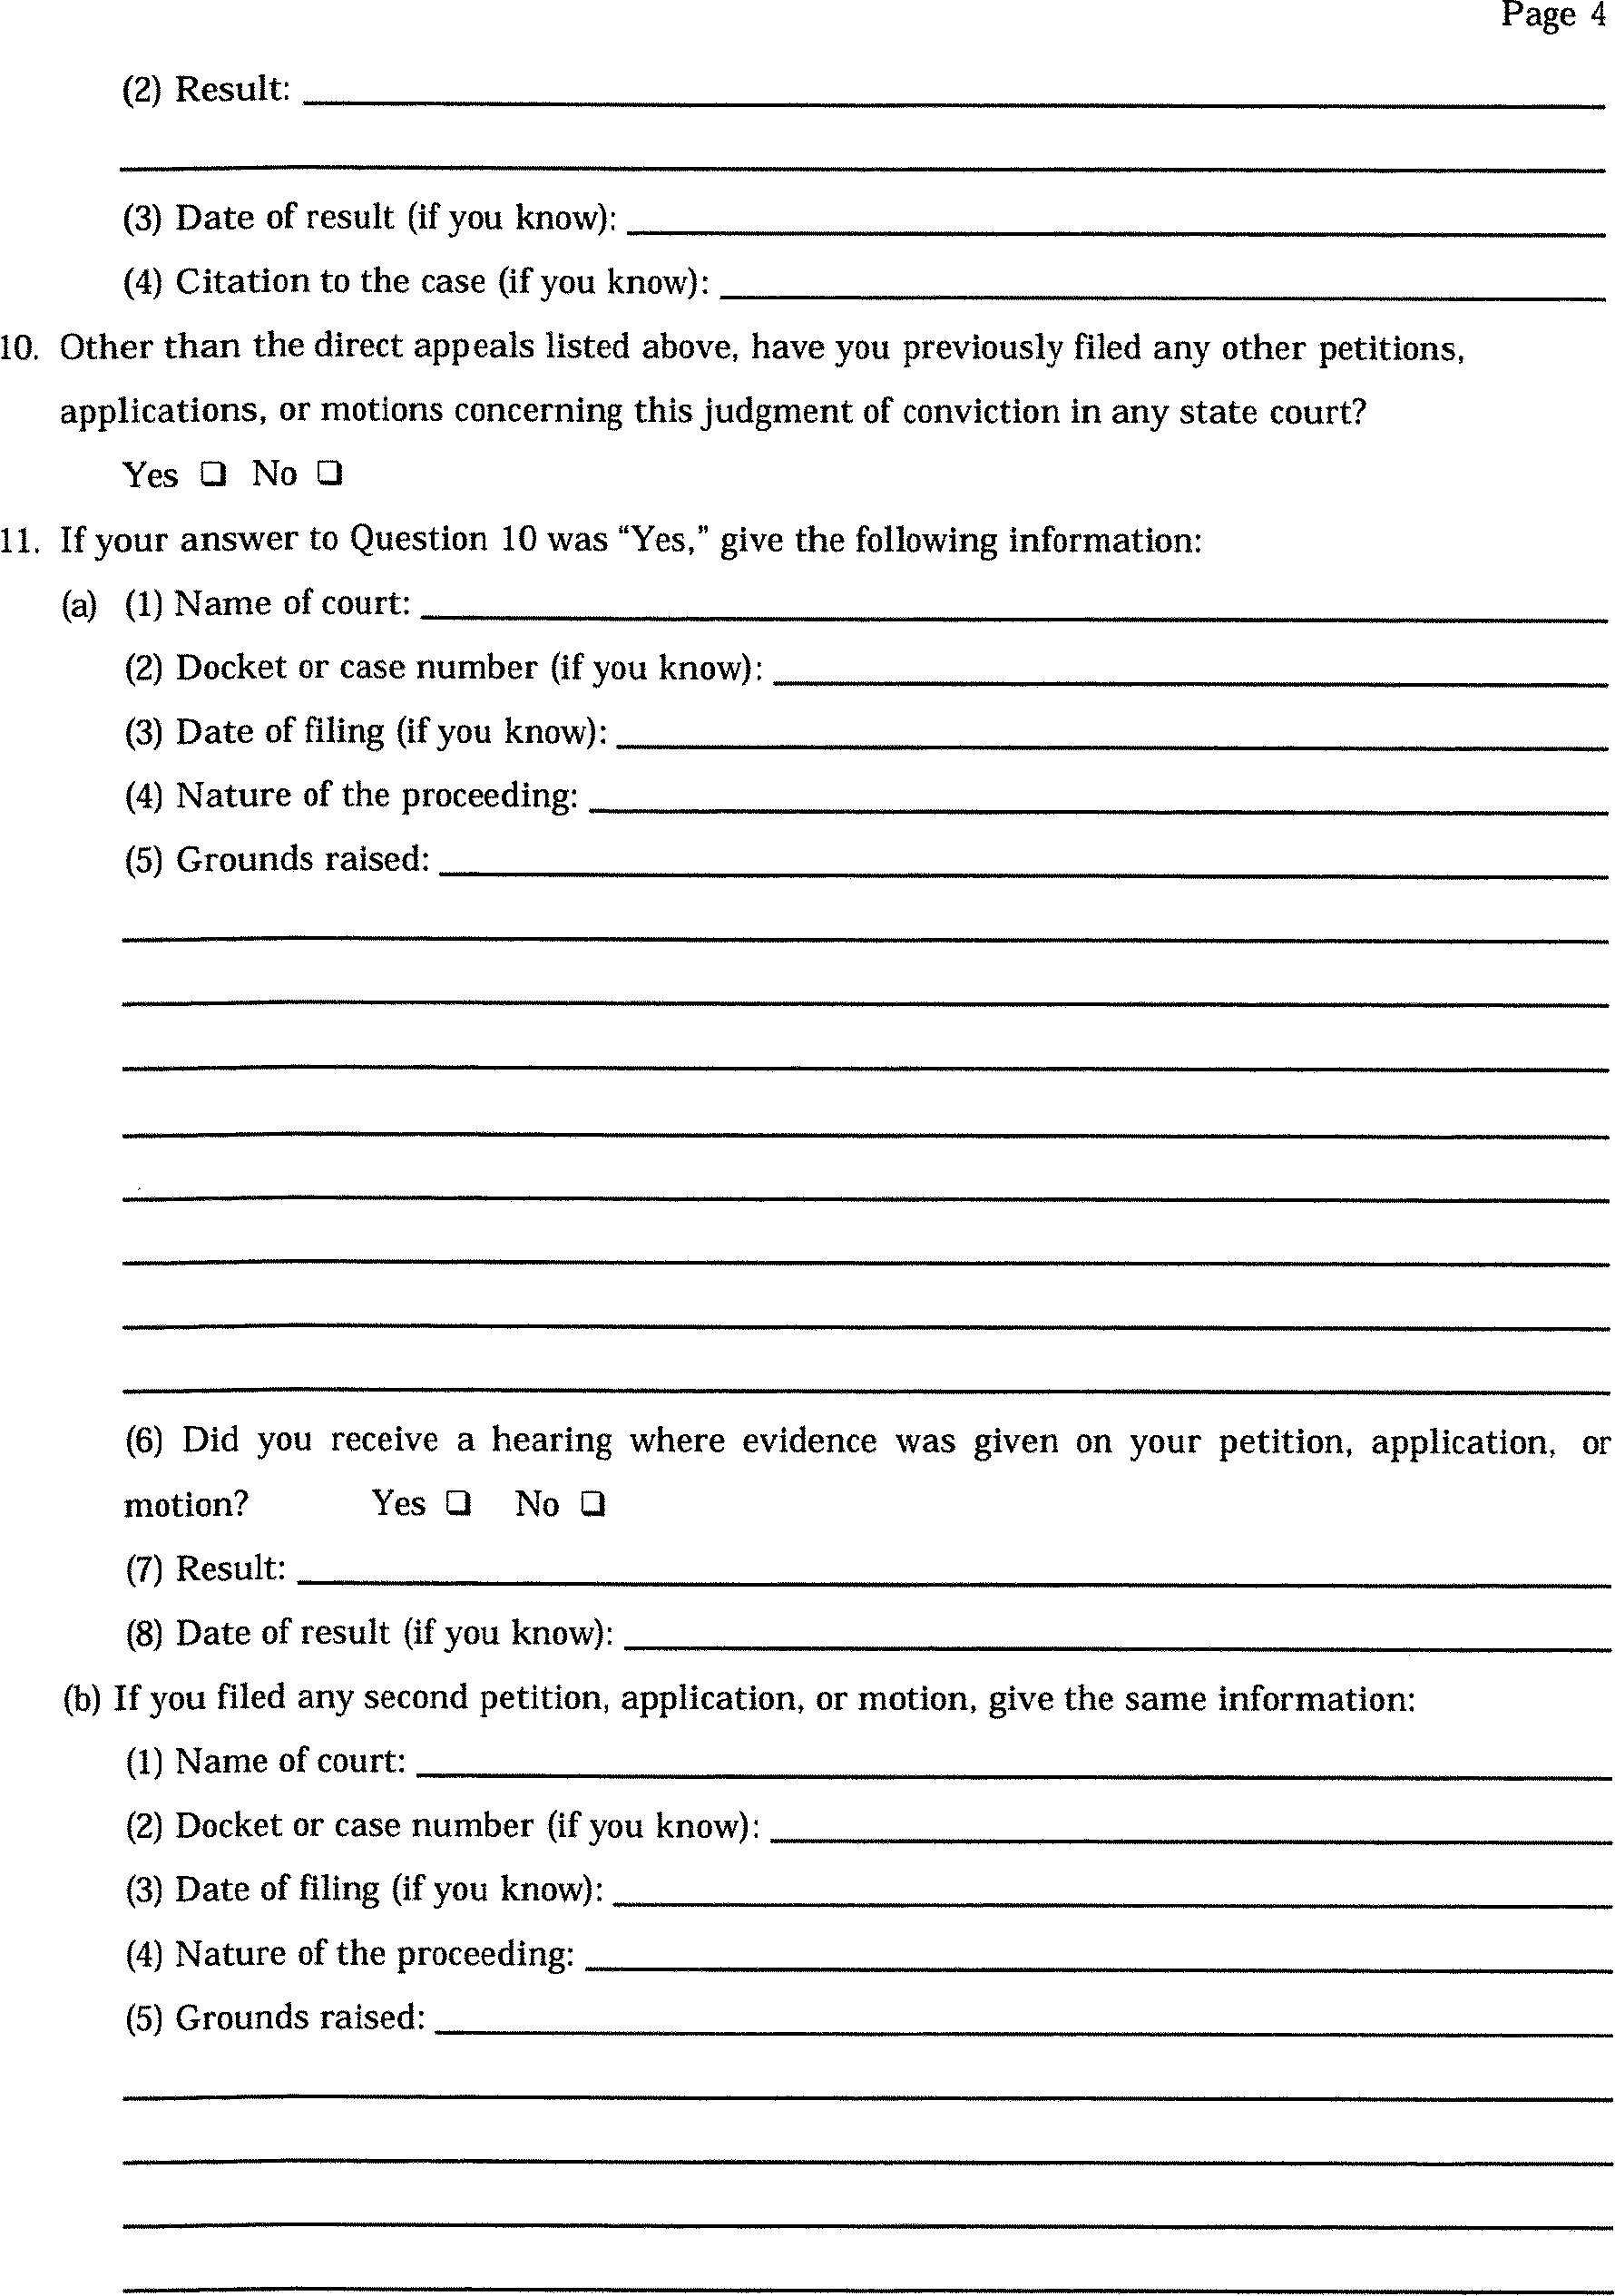 Page 4
(2) Result:
(3) Date of result (if you know):
(4) Citation to the case (if you know):
10. Other than the direct appeals listed above, have you previously filed any other petitions,
applications, or motions concerning this judgment of conviction in any state court?
Yes ❑ No ❑
11. If your answer to Question 10 was “Yes,” give the following information:
(a) (1) Name of court:
(2) Docket or case number (if you know):
(3) Date of filing (if you know):
(4) Nature of the proceeding:
(5) Grounds raised:
(6) Did you receive a hearing where evidence was given on your petition, application, or
motion? Yes ❑ No ❑
(7) Result:
(8) Date of result (if you know):
(b) If you filed any second petition, application, or motion, give the same information:
(1) Name of court:
(2) Docket or case number (if you know):
(3) Date of filing (if you know):
(4) Nature of the proceeding:
(5) Grounds raised: